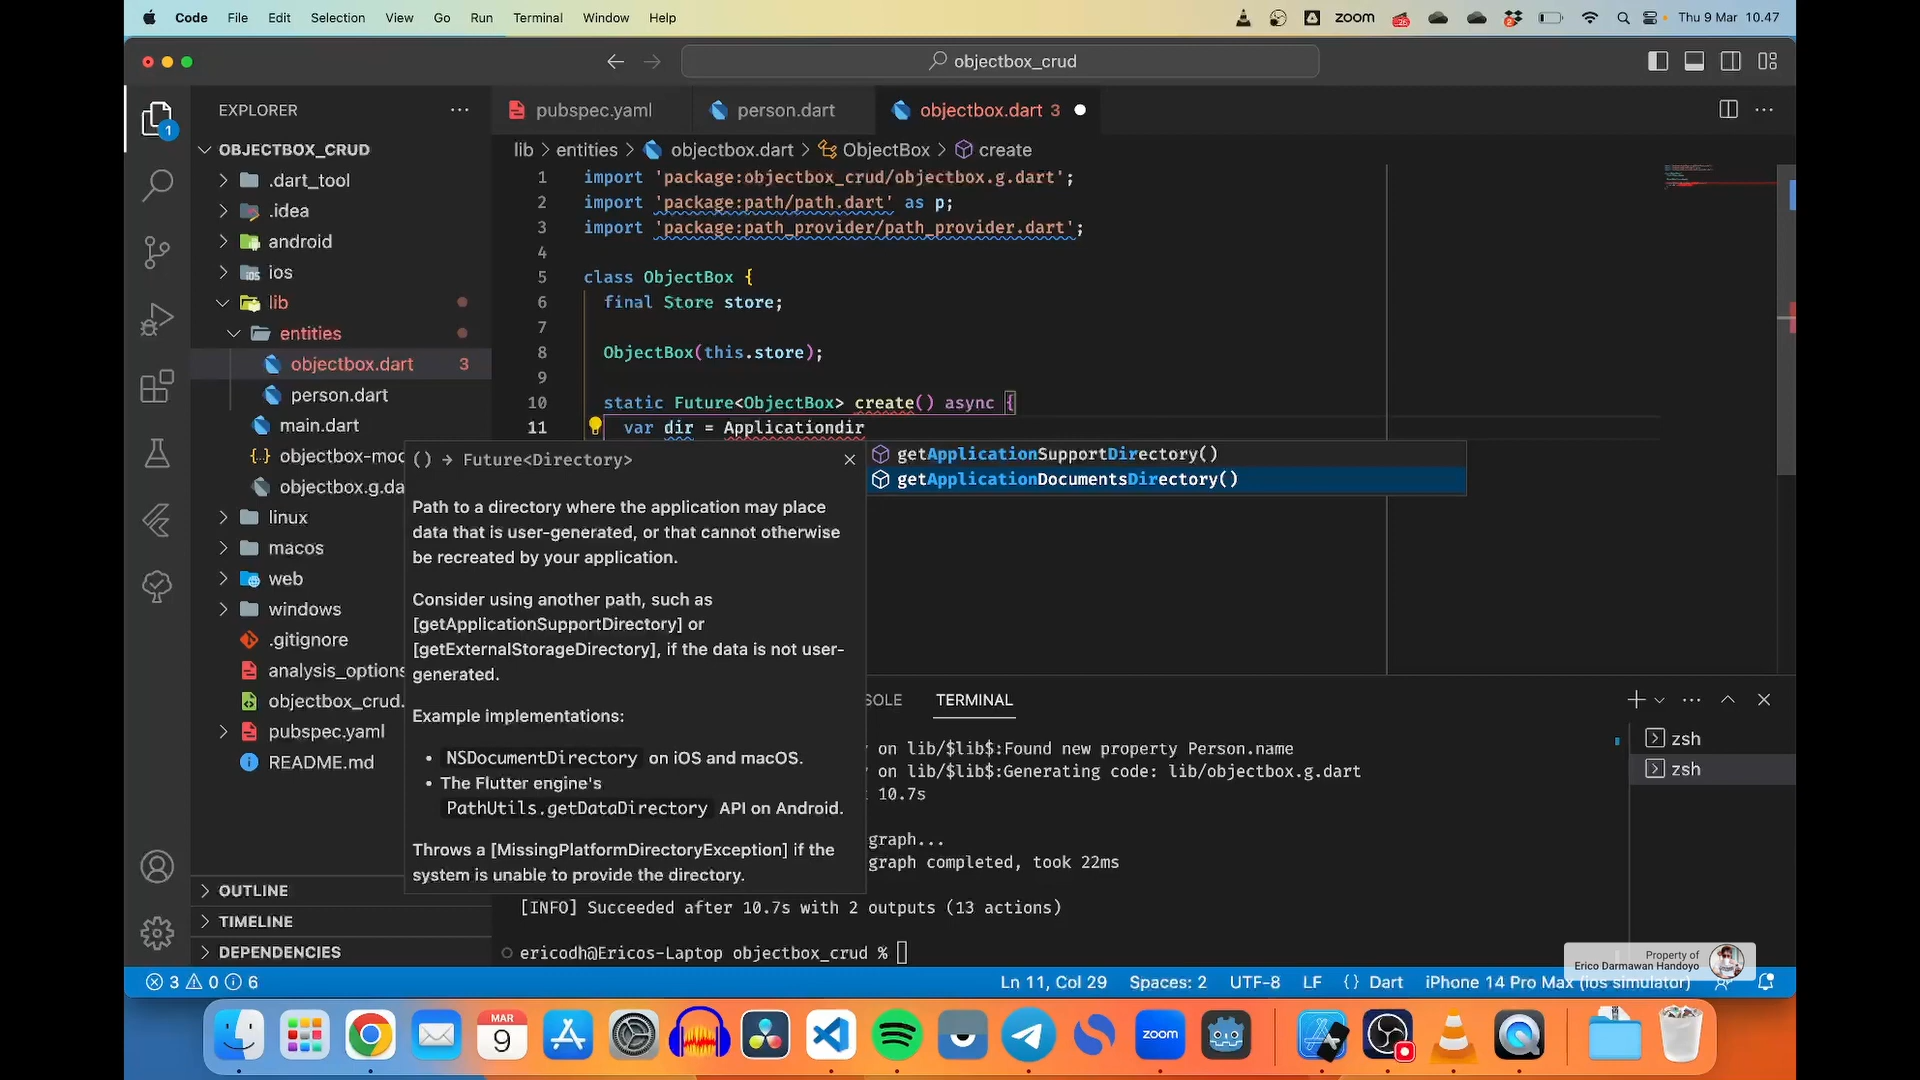 Code File Edit Selection View Go Run Terminal Window Help
zoom Thu 9 Mar 10.47
objectbox_crud
EXPLORER
pubspec.yaml
person.dart
objectbox.dart 3
1
OBJECTBOX_CRUD
lib > entities > objectbox.dart > ObjectBox > create
.dart_tool
.idea
android
ios
lib
entities
objectbox.dart 3
person.dart
main.dart
objectbox-moc
objectbox.g.da
linux
macos
web
windows
.gitignore
analysis_options
objectbox_crud.
pubspec.yaml
README.md
OUTLINE
TIMELINE
DEPENDENCIES
1 import 'package:objectbox_crud/objectbox.g.dart';
2 import 'package:path/path.dart' as p;
3 import 'package:path_provider/path_provider.dart';
4
5 class ObjectBox {
6 final Store store;
7
8 ObjectBox(this.store);
9
10 static Future<ObjectBox> create() async {
11 var dir = Applicationdir
getApplicationSupportDirectory()
getApplicationDocumentsDirectory()
() → Future<Directory>
Path to a directory where the application may place
data that is user-generated, or that cannot otherwise
be recreated by your application.
Consider using another path, such as
[getApplicationSupportDirectory] or
[getExternalStorageDirectory], if the data is not user-
generated.
Example implementations:
• NSDocumentDirectory on iOS and macOS.
• The Flutter engine's
PathUtils.getDataDirectory API on Android.
Throws a [MissingPlatformDirectoryException] if the
system is unable to provide the directory.
SOLE TERMINAL
y on lib/$lib$:Found new property Person.name
y on lib/$lib$:Generating code: lib/objectbox.g.dart
10.7s
graph...
graph completed, took 22ms
[INFO] Succeeded after 10.7s with 2 outputs (13 actions)
ericodh@Ericos-Laptop objectbox_crud %
zsh
zsh
Property of
Erico Darmawan Handoyo
3 0 6
Ln 11, Col 29 Spaces: 2 UTF-8 LF {} Dart iPhone 14 Pro Max (ios simulator)
MAR
9
zoom